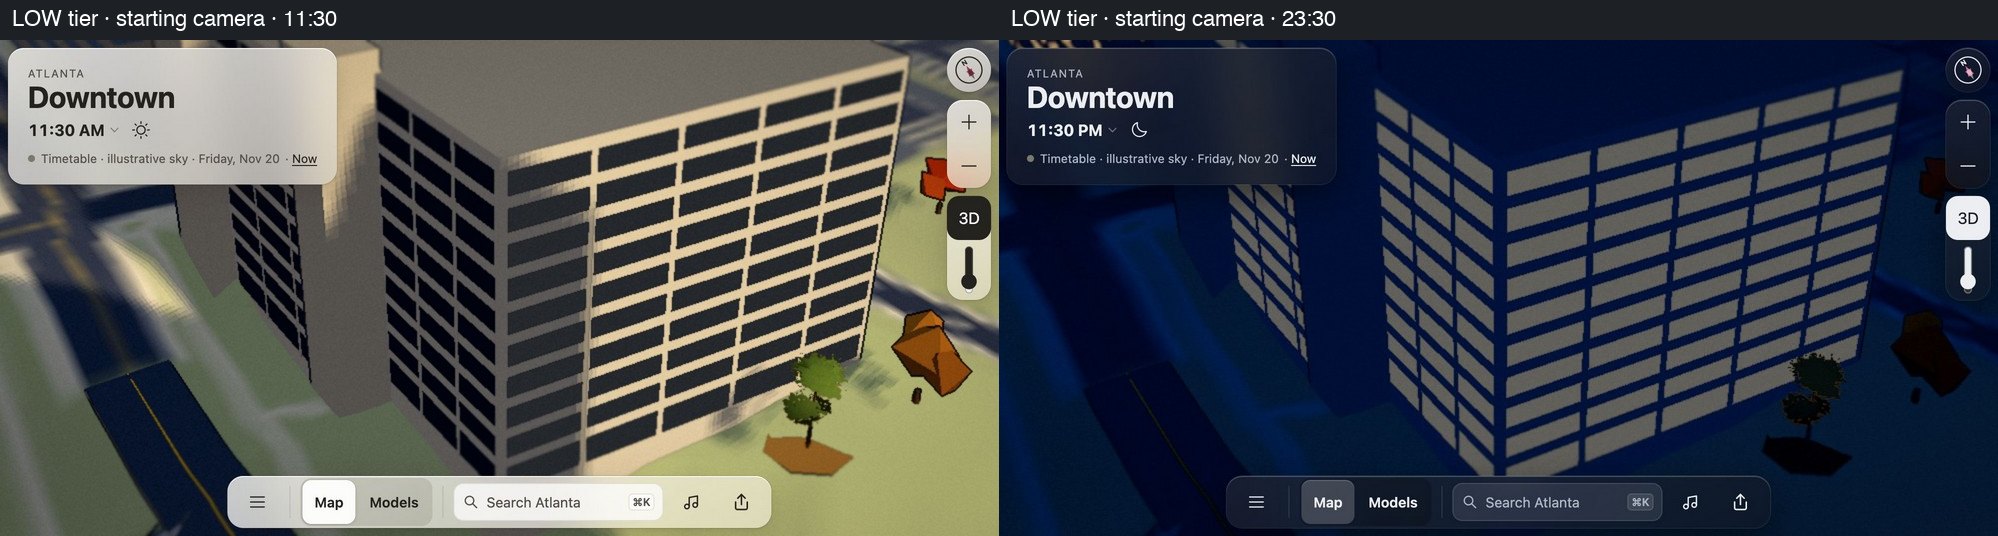 LOW tier · starting camera · 11:30
ATLANTA
Downtown
11:30 AM
Timetable · illustrative sky · Friday, Nov 20 · Now
N
+
−
3D
Map Models Search Atlanta ⌘K
LOW tier · starting camera · 23:30
ATLANTA
Downtown
11:30 PM
Timetable · illustrative sky · Friday, Nov 20 · Now
N
+
−
3D
Map Models Search Atlanta ⌘K